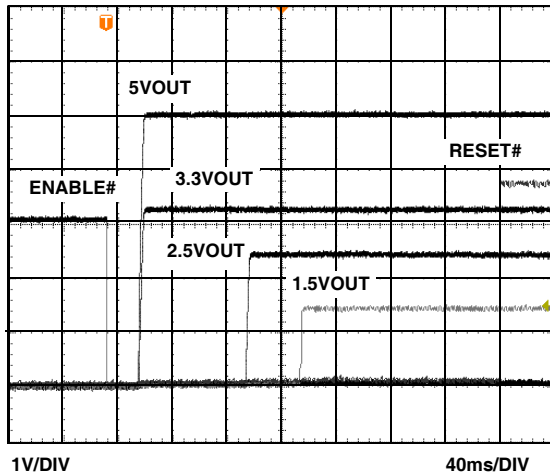 T
5VOUT
RESET#
ENABLE#
3.3VOUT
2.5VOUT
1.5VOUT
1V/DIV
40ms/DIV